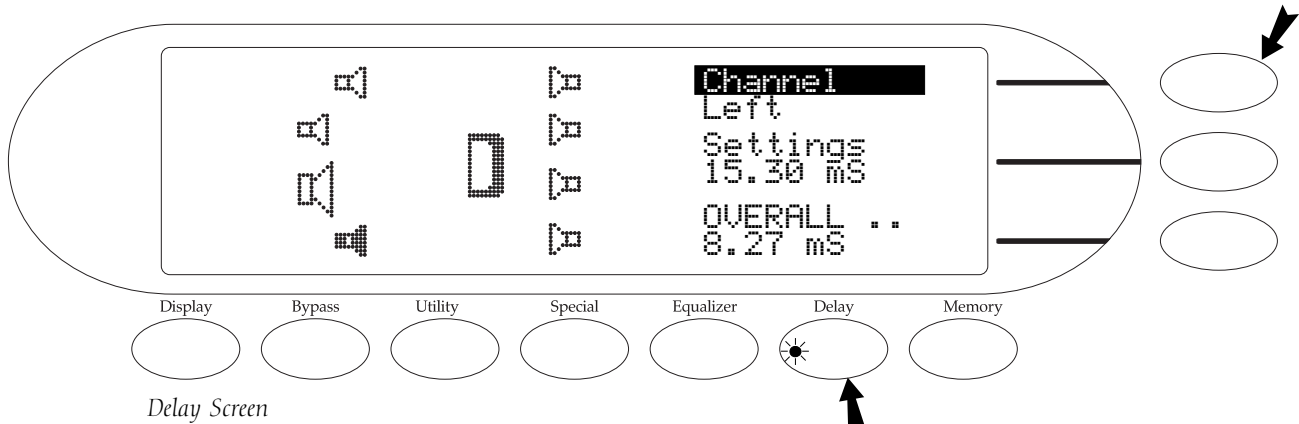 Channel
Left
Settings
15.30 mS
OVERALL ..
8.27 mS
Display Bypass Utility Special Equalizer Delay Memory
Delay Screen